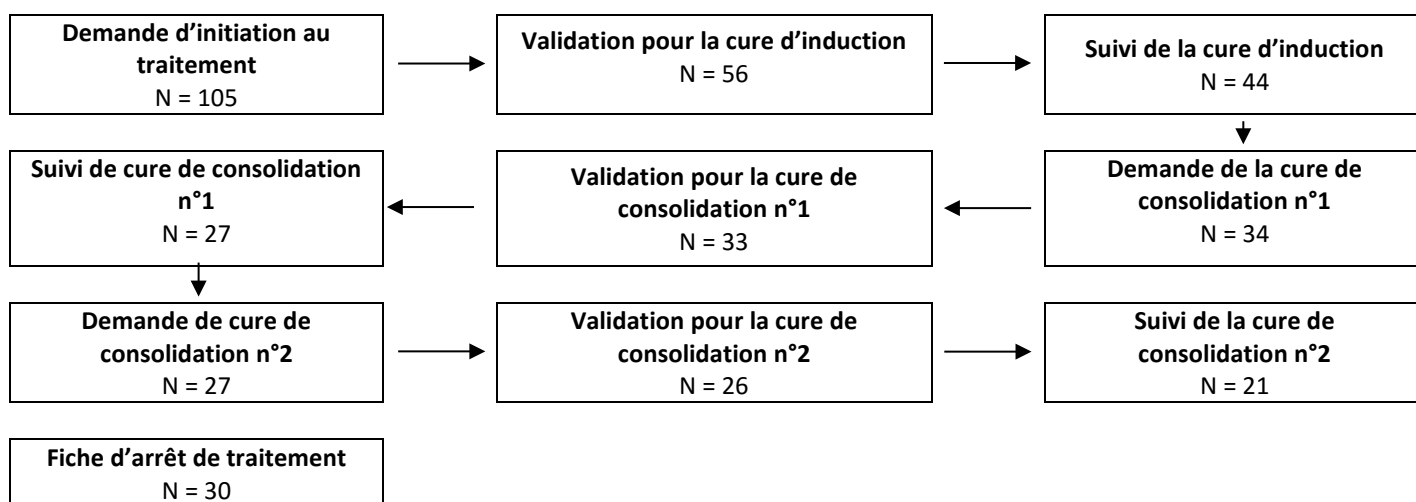 Demande d’initiation au
traitement
N = 105
Validation pour la cure d’induction
N = 56
Suivi de la cure d’induction
N = 44
Demande de la cure de
consolidation n°1
N = 34
Validation pour la cure de
consolidation n°1
N = 33
Suivi de cure de consolidation
n°1
N = 27
Demande de cure de
consolidation n°2
N = 27
Validation pour la cure de
consolidation n°2
N = 26
Suivi de la cure de
consolidation n°2
N = 21
Fiche d’arrêt de traitement
N = 30